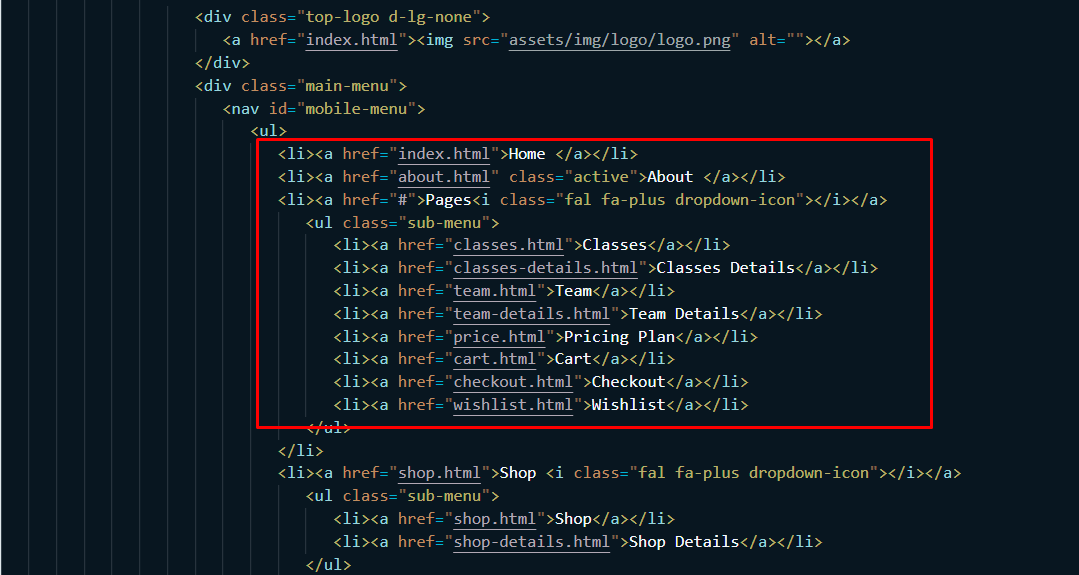 <div class="top-logo d-lg-none">
<a href="index.html"><img src="assets/img/logo/logo.png" alt=""></a>
</div>
<div class="main-menu">
<nav id="mobile-menu">
<ul>
<li><a href="index.html">Home </a></li>
<li><a href="about.html" class="active">About </a></li>
<li><a href="#">Pages<i class="fal fa-plus dropdown-icon"></i></a>
<ul class="sub-menu">
<li><a href="classes.html">Classes</a></li>
<li><a href="classes-details.html">Classes Details</a></li>
<li><a href="team.html">Team</a></li>
<li><a href="team-details.html">Team Details</a></li>
<li><a href="price.html">Pricing Plan</a></li>
<li><a href="cart.html">Cart</a></li>
<li><a href="checkout.html">Checkout</a></li>
<li><a href="wishlist.html">Wishlist</a></li>
</ul>
</li>
<li><a href="shop.html">Shop <i class="fal fa-plus dropdown-icon"></i></a>
<ul class="sub-menu">
<li><a href="shop.html">Shop</a></li>
<li><a href="shop-details.html">Shop Details</a></li>
</ul>